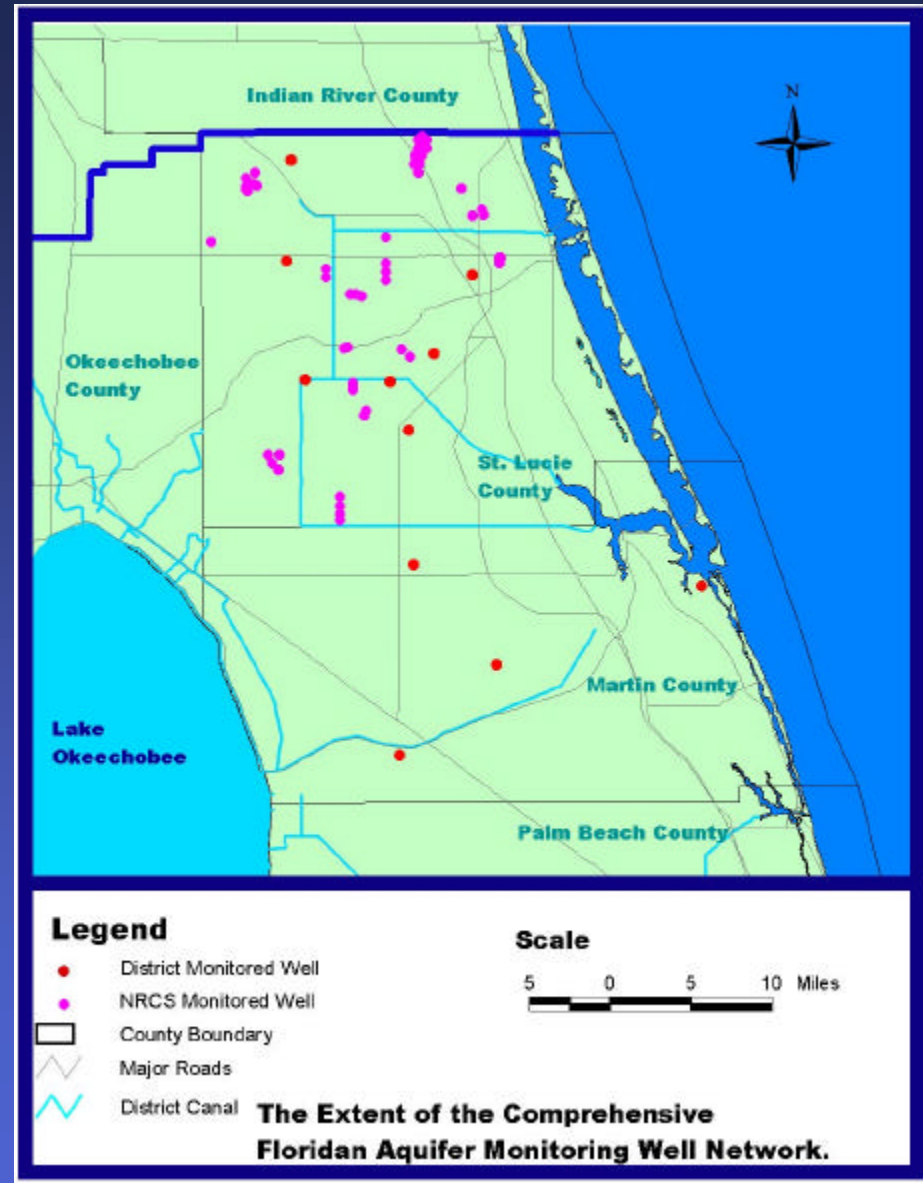 Indian River County
N
Okeechobee
County
St. Lucie
County
Martin County
Lake
Okeechobee
Palm Beach County
Legend
District Monitored Well
NRCS Monitored Well
County Boundary
Major Roads
District Canal
Scale
5 0 5 10 Miles
The Extent of the Comprehensive
Floridan Aquifer Monitoring Well Network.